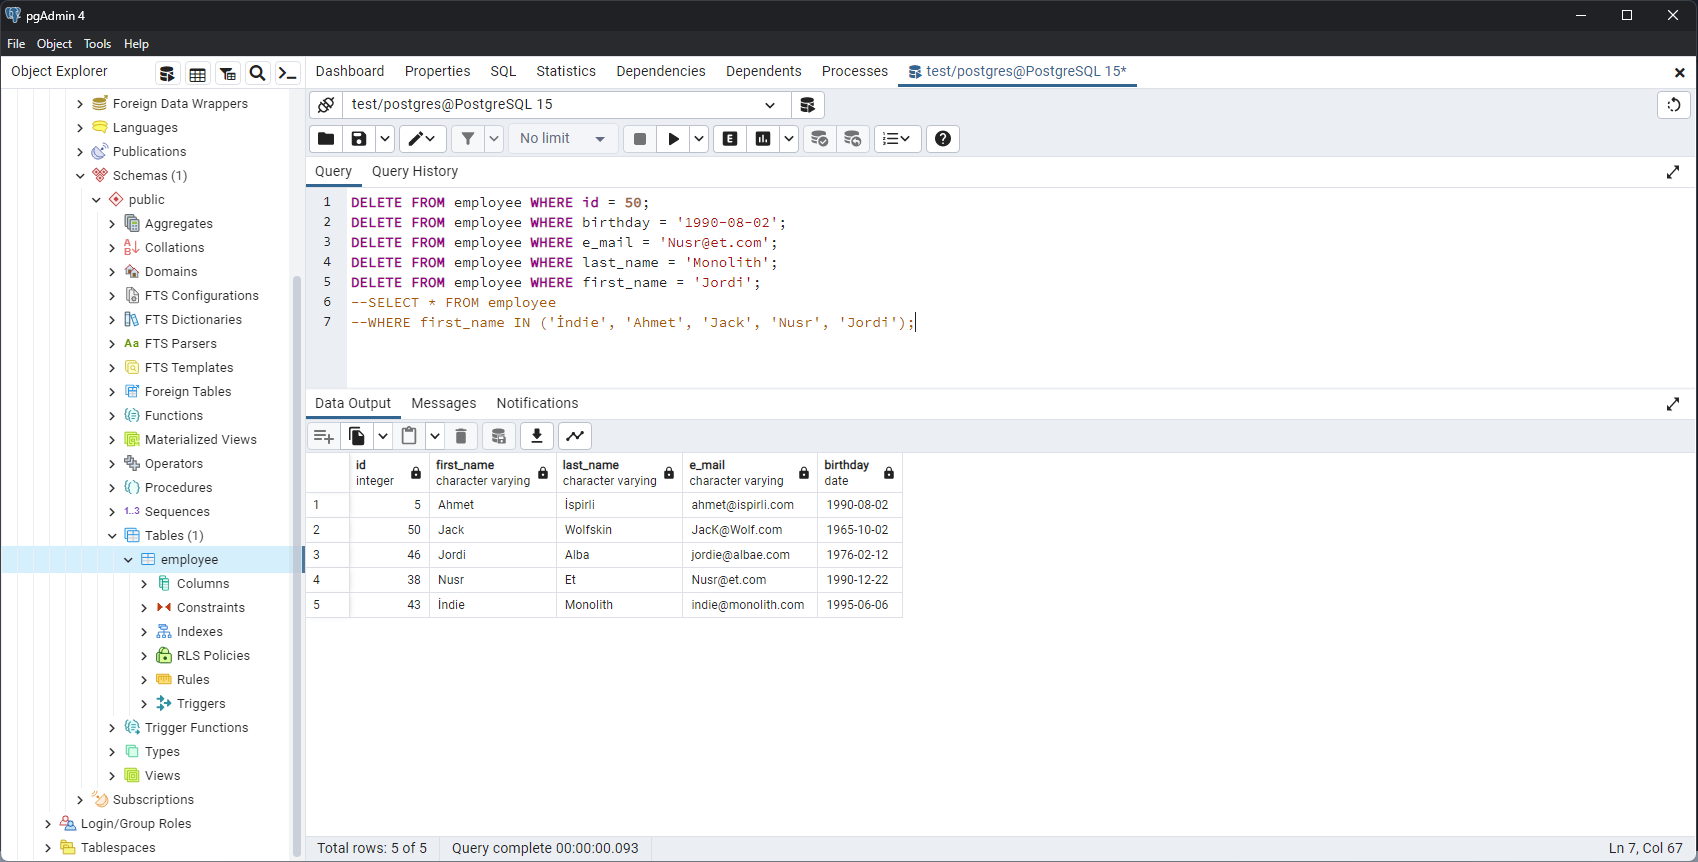 pgAdmin 4
File Object Tools Help
Object Explorer
Dashboard Properties SQL Statistics Dependencies Dependents Processes test/postgres@PostgreSQL 15*
Foreign Data Wrappers
Languages
Publications
Schemas (1)
public
Aggregates
Collations
Domains
FTS Configurations
FTS Dictionaries
Aa FTS Parsers
FTS Templates
Foreign Tables
Functions
Materialized Views
Operators
Procedures
1..3 Sequences
Tables (1)
employee
Columns
Constraints
Indexes
RLS Policies
Rules
Triggers
Trigger Functions
Types
Views
Subscriptions
Login/Group Roles
Tablespaces
test/postgres@PostgreSQL 15
No limit
E
Query Query History
1 DELETE FROM employee WHERE id = 50;
2 DELETE FROM employee WHERE birthday = '1990-08-02';
3 DELETE FROM employee WHERE e_mail = 'Nusr@et.com';
4 DELETE FROM employee WHERE last_name = 'Monolith';
5 DELETE FROM employee WHERE first_name = 'Jordi';
6 --SELECT * FROM employee
7 --WHERE first_name IN ('İndie', 'Ahmet', 'Jack', 'Nusr', 'Jordi');
Data Output Messages Notifications
id first_name last_name e_mail birthday
integer character varying character varying character varying date
1 5 Ahmet İspirli ahmet@ispirli.com 1990-08-02
2 50 Jack Wolfskin JacK@Wolf.com 1965-10-02
3 46 Jordi Alba jordie@albae.com 1976-02-12
4 38 Nusr Et Nusr@et.com 1990-12-22
5 43 İndie Monolith indie@monolith.com 1995-06-06
Total rows: 5 of 5 Query complete 00:00:00.093 Ln 7, Col 67